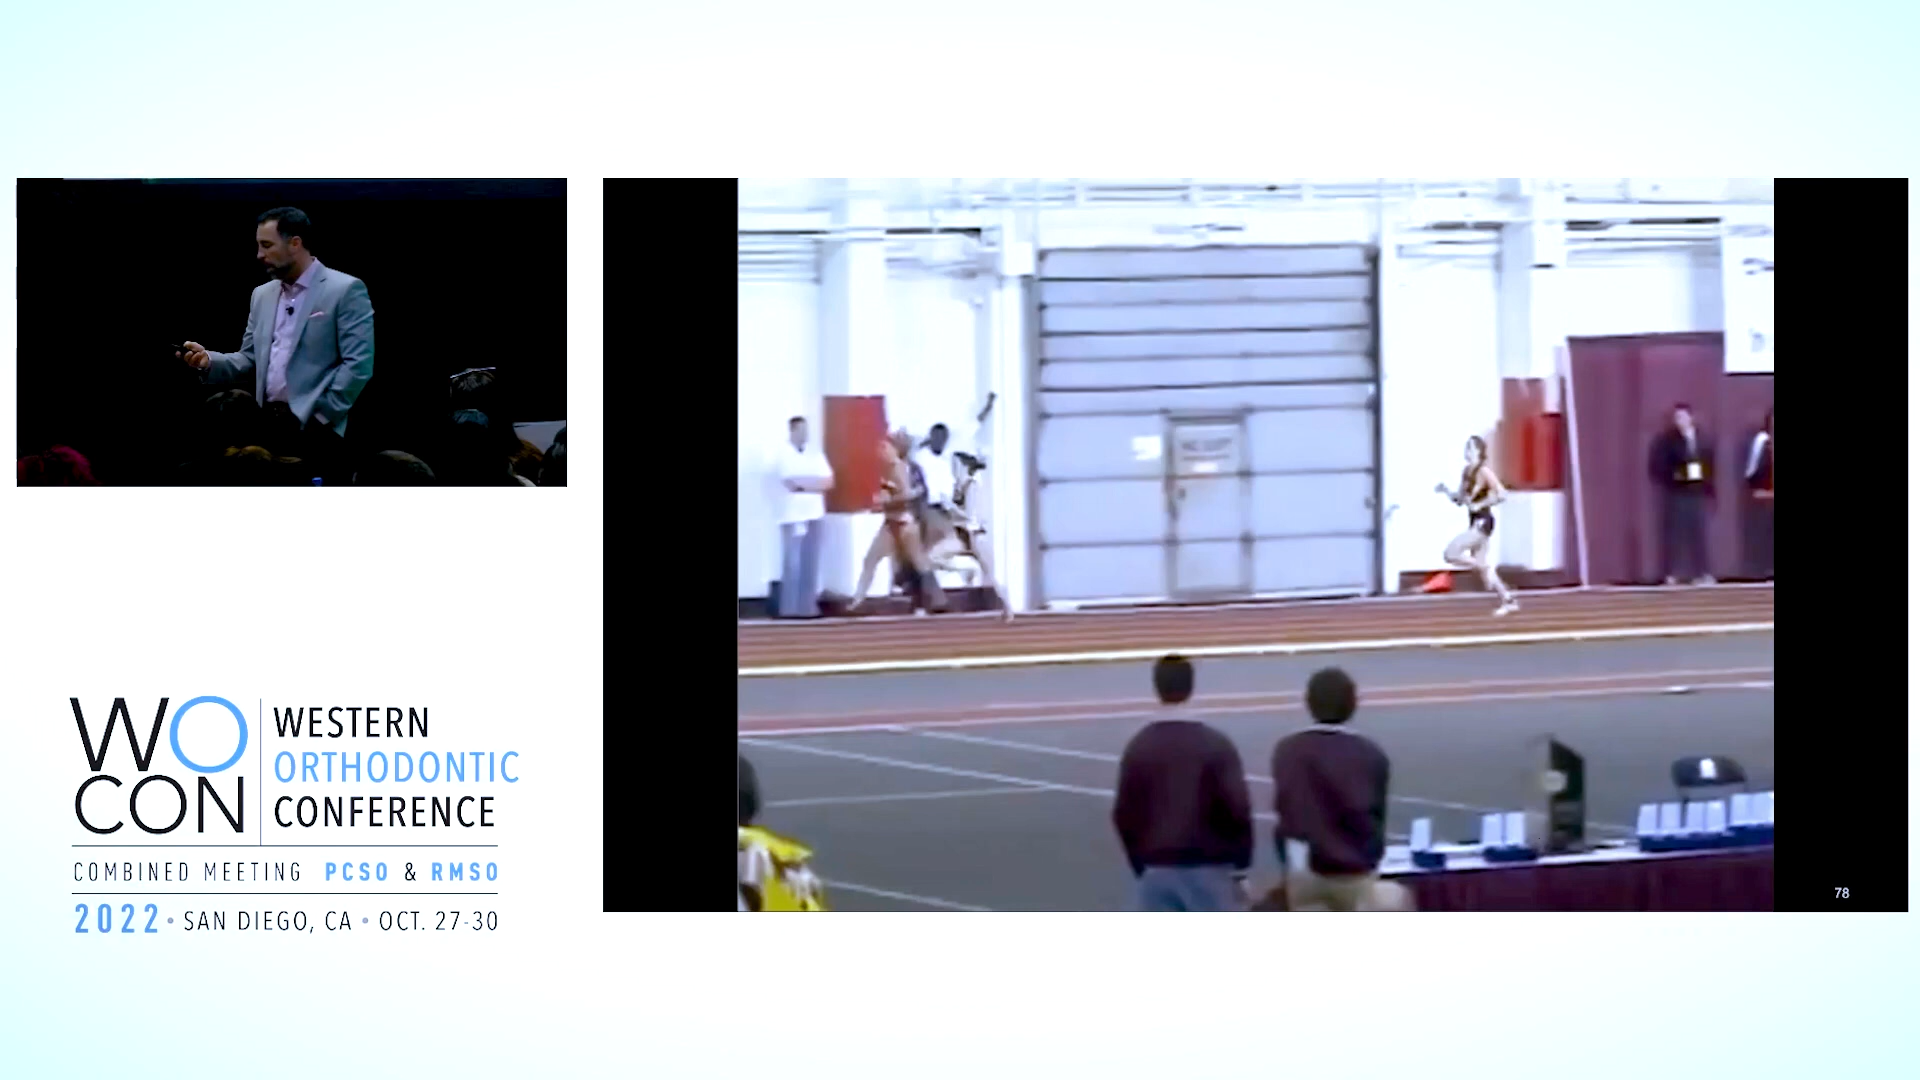 WO
CON
WESTERN
ORTHODONTIC
CONFERENCE
COMBINED MEETING PCSO & RMSO
2022 • SAN DIEGO, CA • OCT. 27-30
78